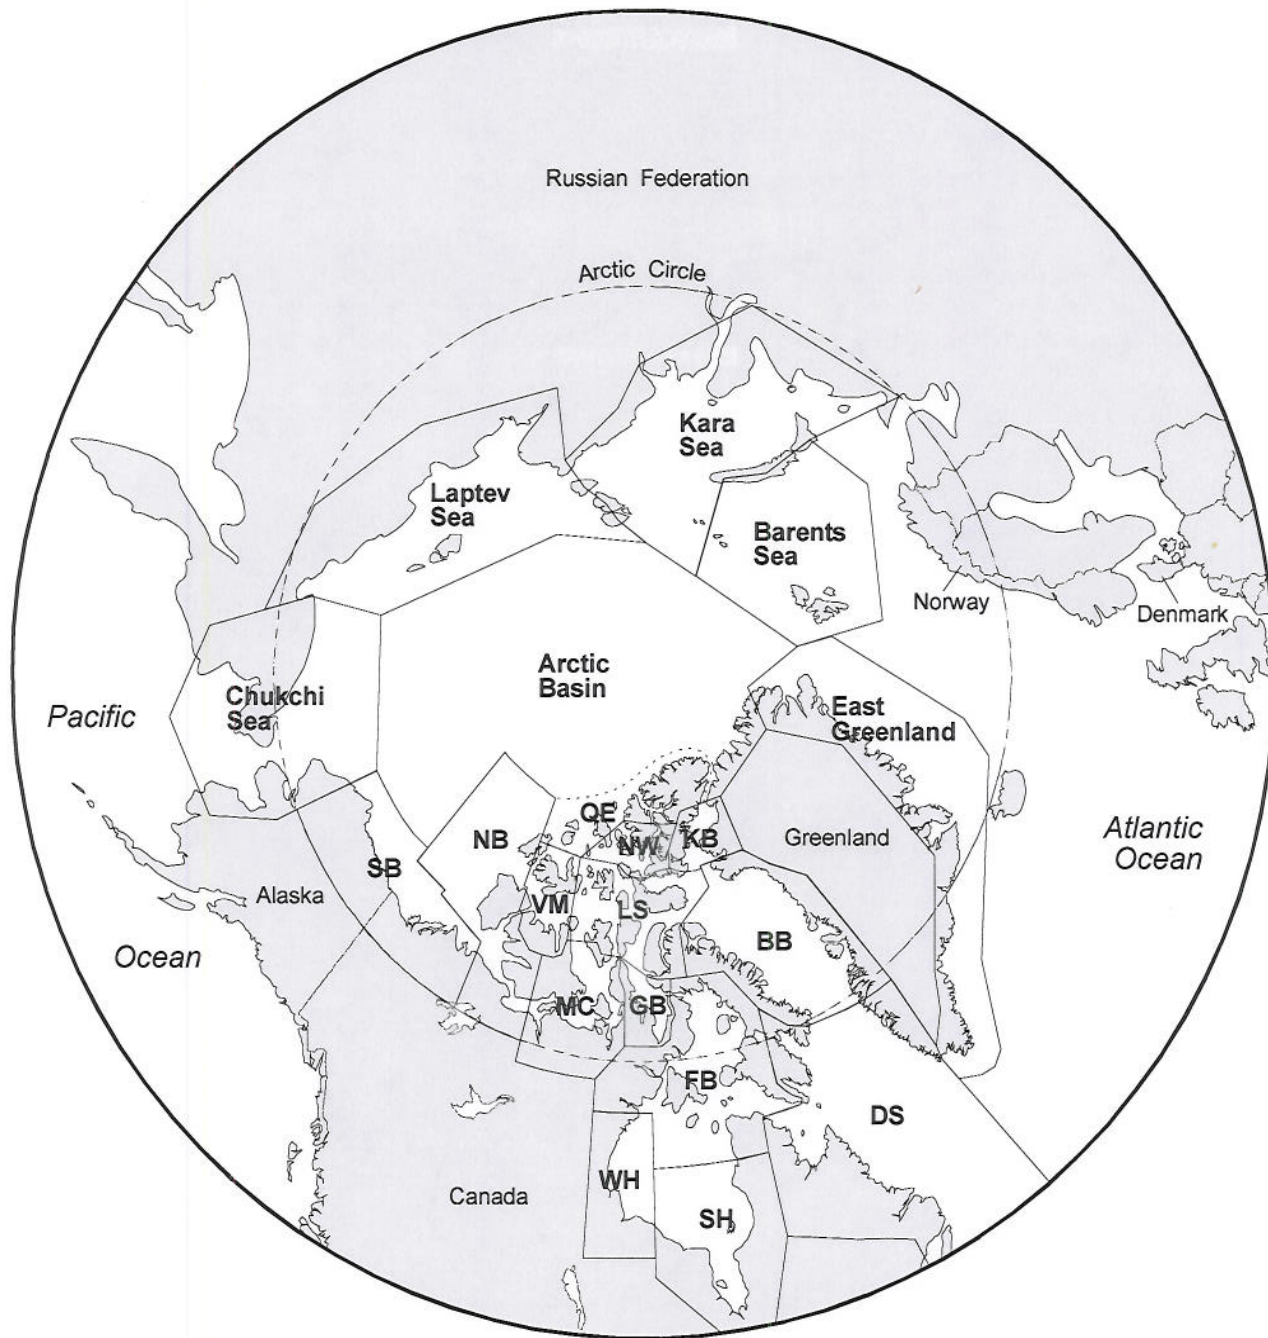 Russian Federation
Arctic Circle
Kara
Sea
Laptev
Sea
Barents
Sea
Norway
Denmark
Arctic
Basin
Chukchi
Sea
Pacific
East
Greenland
QE
NW
KB
NB
Greenland
Atlantic
Ocean
SB
Alaska
VM
LS
BB
Ocean
MC
GB
FB
DS
WH
Canada
SH